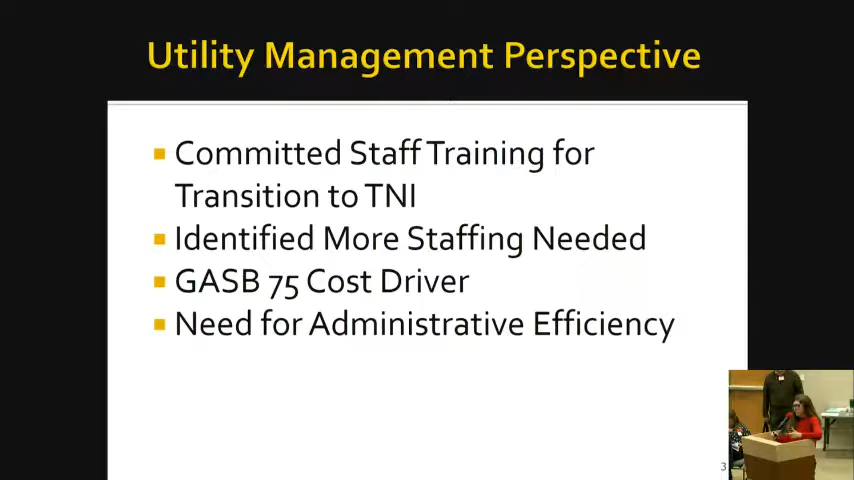 Utility Management Perspective
Committed Staff Training for
Transition to TNI
Identified More Staffing Needed
GASB 75 Cost Driver
Need for Administrative Efficiency
3